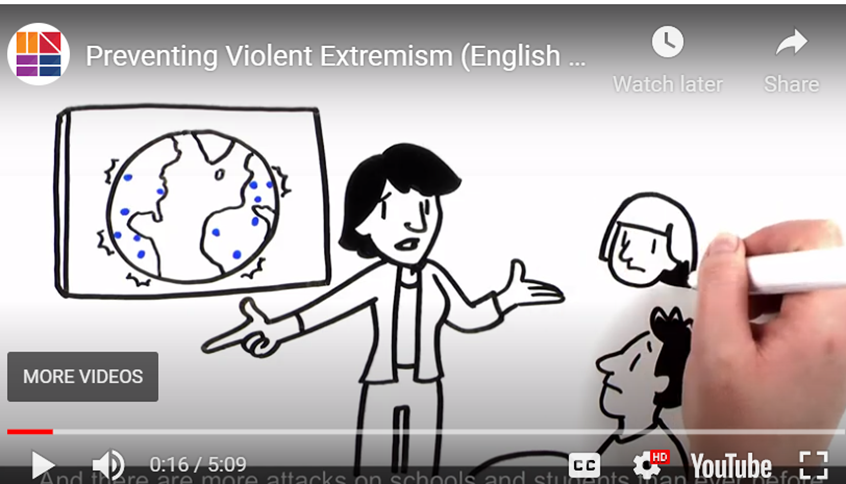 Preventing Violent Extremism (English ...
Watch later
Share
MORE VIDEOS
0:16 / 5:09
CC
HD
YouTube
And there are more attacks on schools and students than ever before